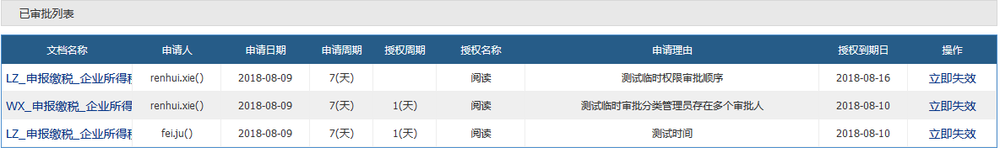 已审批列表
文档名称 申请人 申请日期 申请周期 授权周期 授权名称 申请理由 授权到期日 操作
LZ_申报缴税_企业所得 renhui.xie() 2018-08-09 7(天) 阅读 测试临时权限审批顺序 2018-08-16 立即失效
WX_申报缴税_企业所得 renhui.xie() 2018-08-09 7(天) 1(天) 阅读 测试临时审批分类管理员存在多个审批人 2018-08-10 立即失效
LZ_申报缴税_企业所得 fei.ju() 2018-08-09 7(天) 1(天) 阅读 测试时间 2018-08-10 立即失效